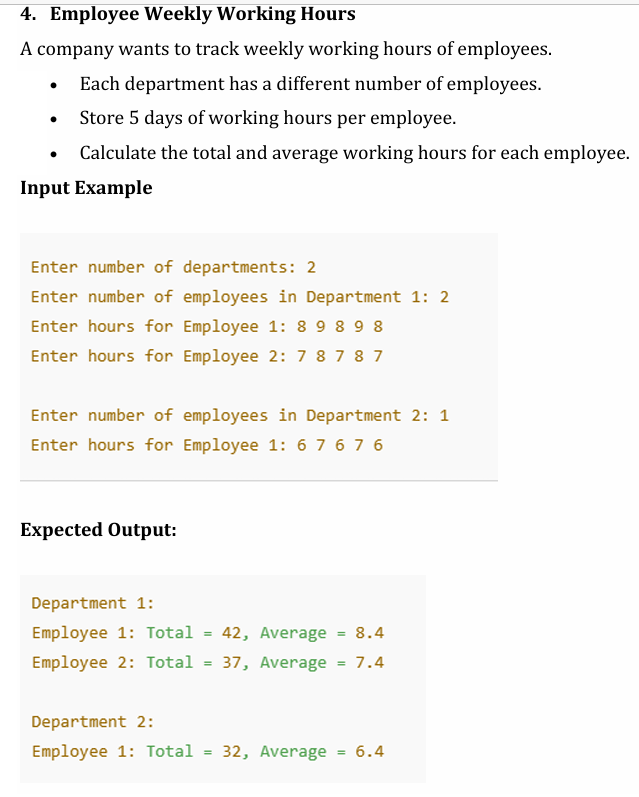 4. Employee Weekly Working Hours
A company wants to track weekly working hours of employees.
• Each department has a different number of employees.
• Store 5 days of working hours per employee.
• Calculate the total and average working hours for each employee.
Input Example
Enter number of departments: 2
Enter number of employees in Department 1: 2
Enter hours for Employee 1: 8 9 8 9 8
Enter hours for Employee 2: 7 8 7 8 7
Enter number of employees in Department 2: 1
Enter hours for Employee 1: 6 7 6 7 6
Expected Output:
Department 1:
Employee 1: Total = 42, Average = 8.4
Employee 2: Total = 37, Average = 7.4
Department 2:
Employee 1: Total = 32, Average = 6.4